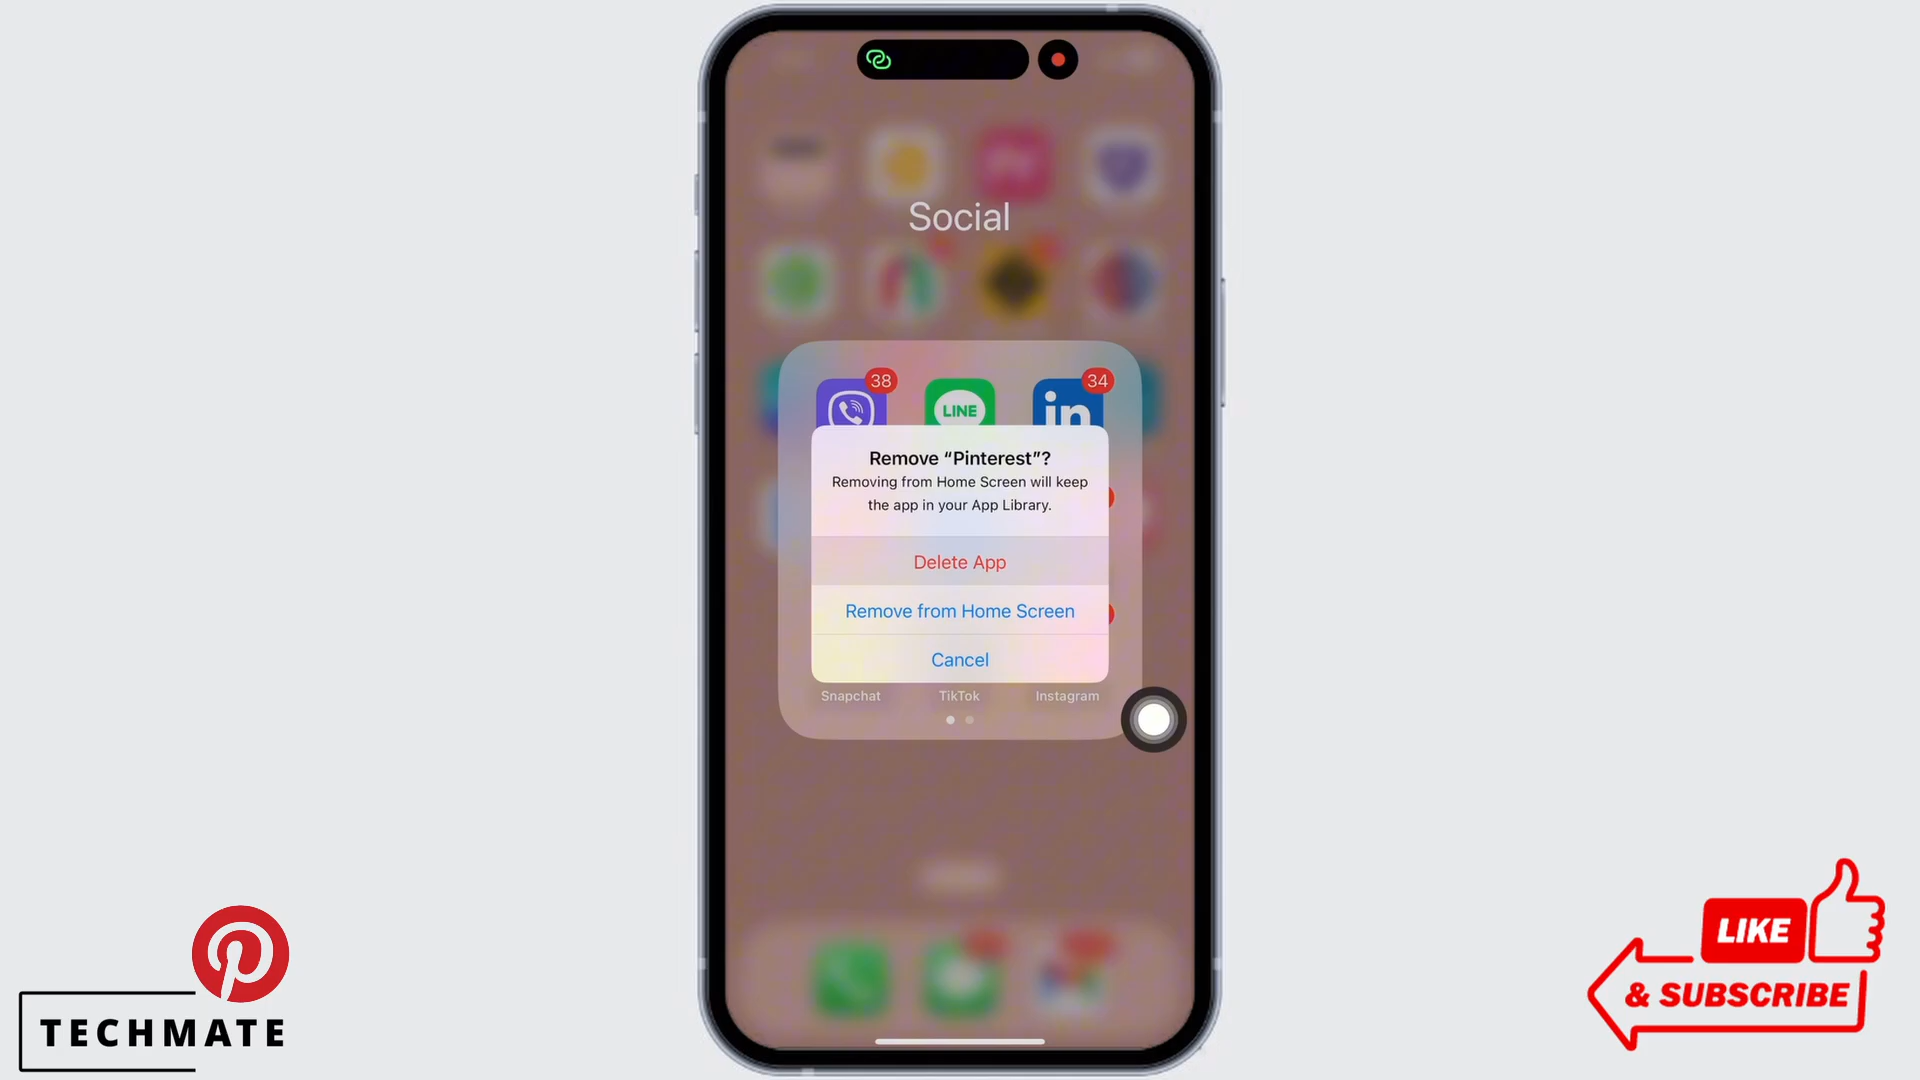 Social
38
34
LINE
in
Remove “Pinterest”?
Removing from Home Screen will keep
the app in your App Library.
Delete App
Remove from Home Screen
Cancel
Snapchat
TikTok
Instagram
TECHMATE
LIKE
& SUBSCRIBE